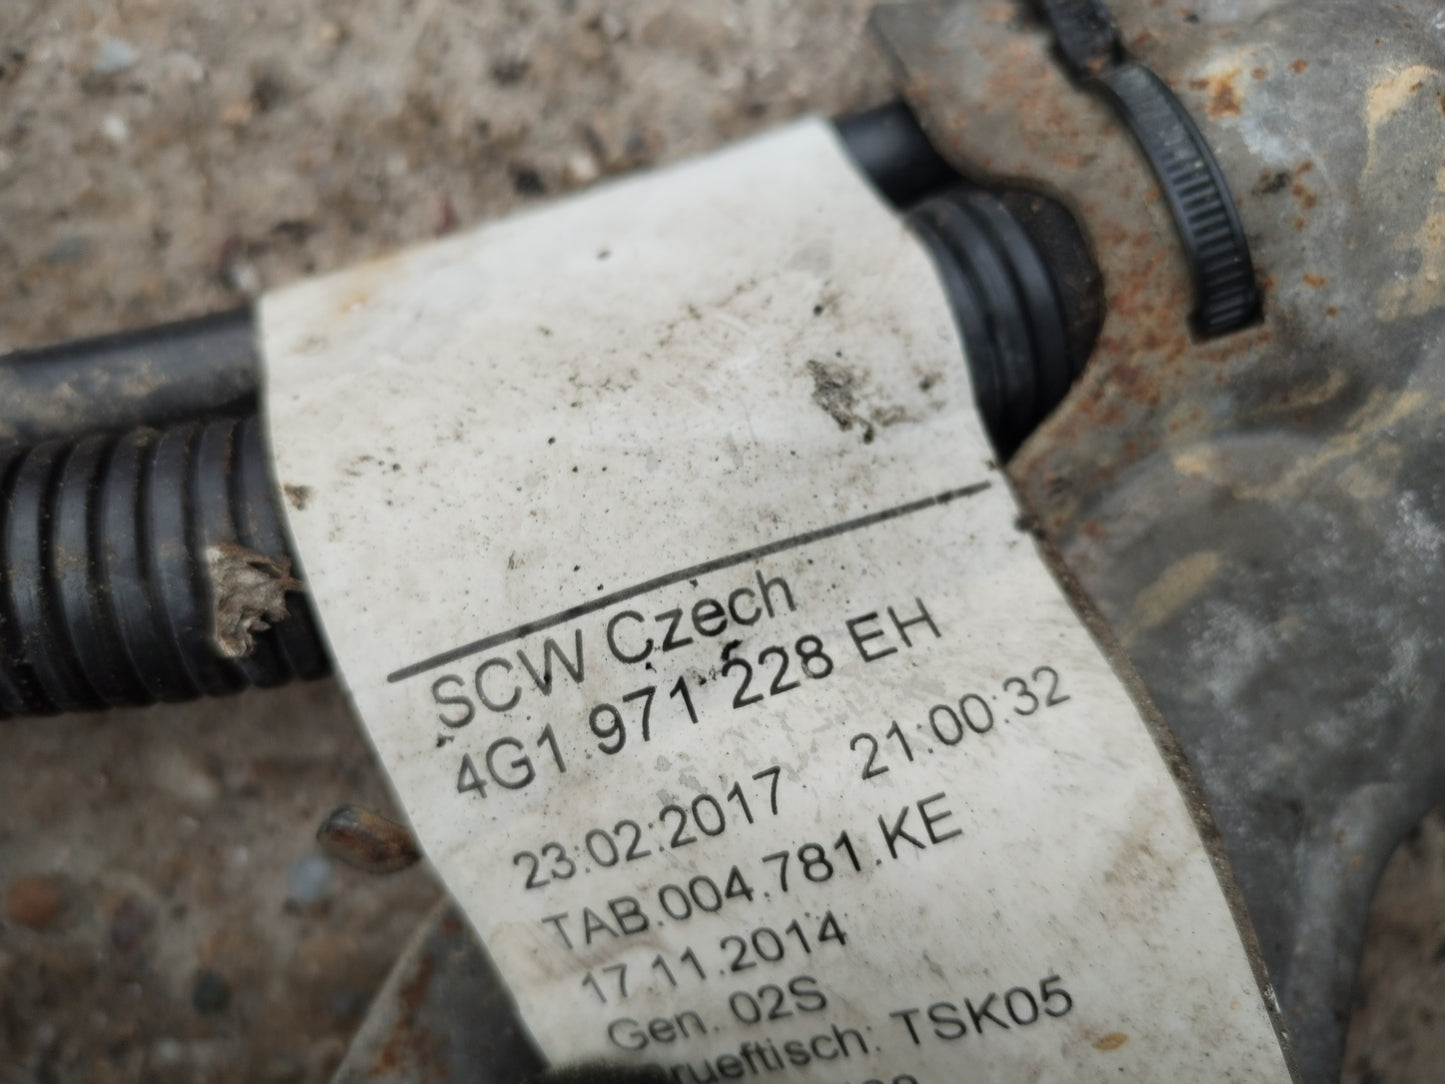 SCW Czech
4G1.971.228 EH
23.02.2017 21:00:32
TAB.004.781.KE
17.11.2014
Gen. 02S
TSK05